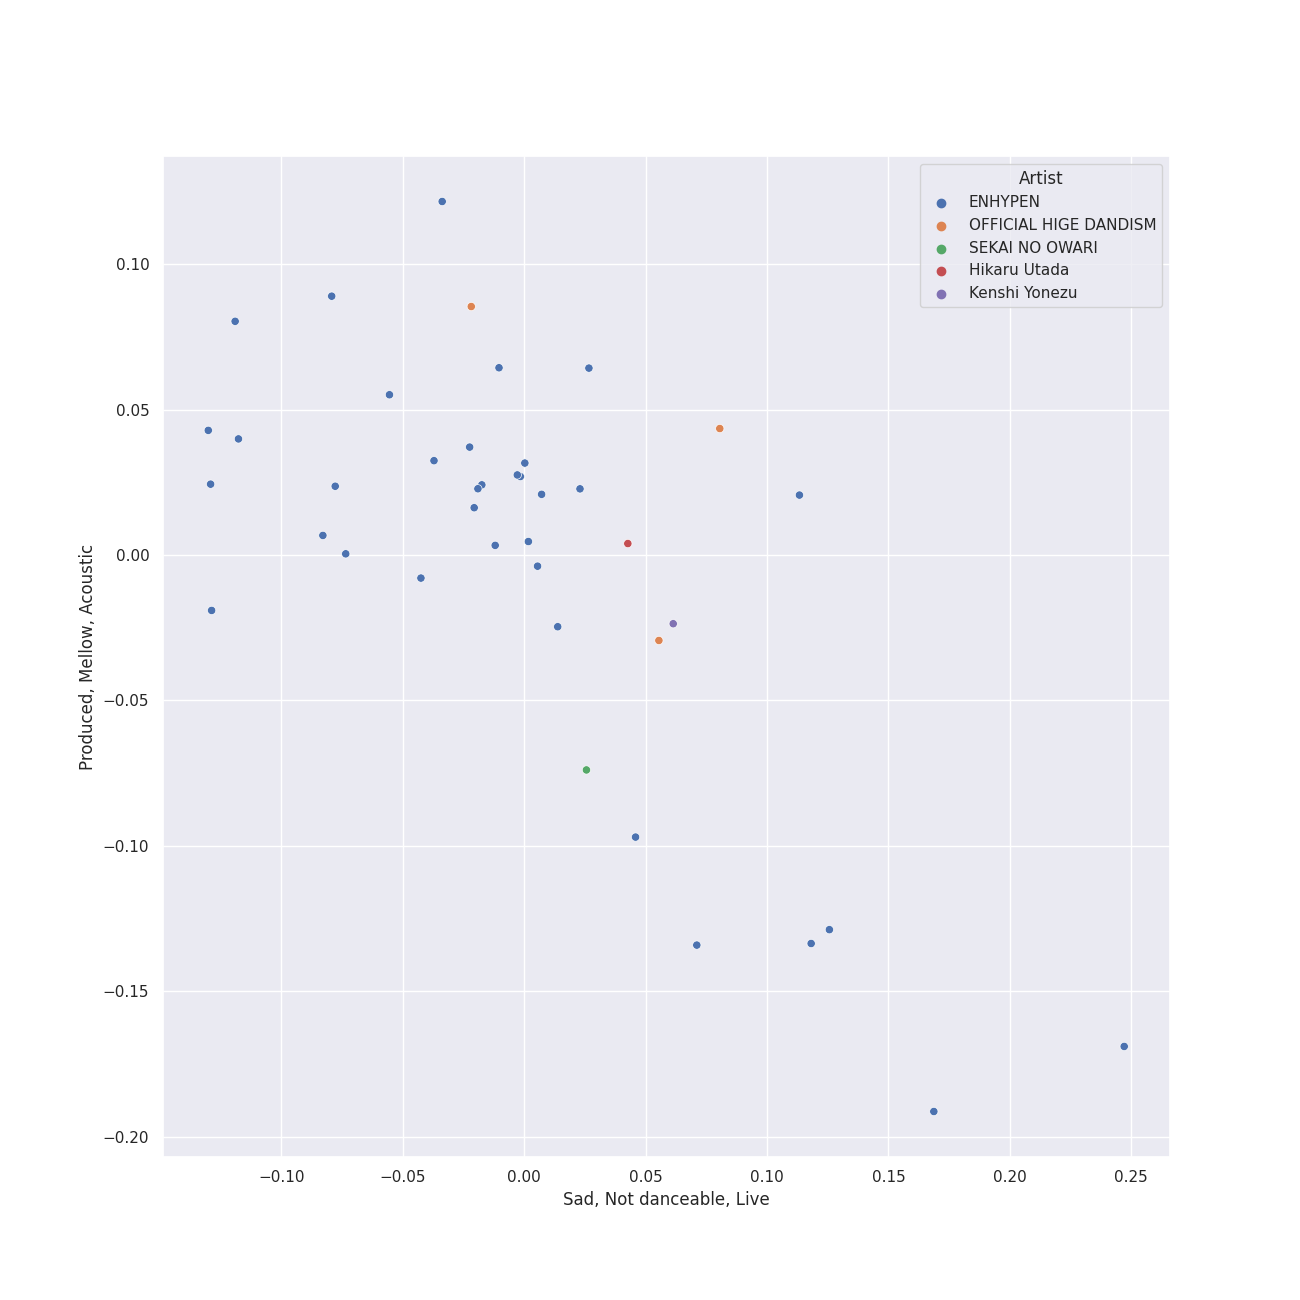 Artist
ENHYPEN
OFFICIAL HIGE DANDISM
SEKAI NO OWARI
Hikaru Utada
Kenshi Yonezu
0.10
0.05
0.00
−0.05
−0.10
−0.15
−0.20
Produced, Mellow, Acoustic
−0.10
−0.05
0.00
0.05
0.10
0.15
0.20
0.25
Sad, Not danceable, Live